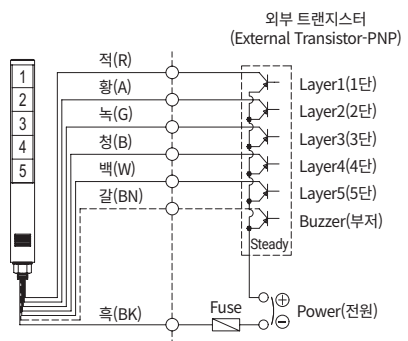 외부 트랜지스터
(External Transistor-PNP)
적(R)
황(A)
녹(G)
청(B)
백(W)
갈(BN)
흑(BK)
1
2
3
4
5
Layer1(1단)
Layer2(2단)
Layer3(3단)
Layer4(4단)
Layer5(5단)
Buzzer(부저)
Steady
Fuse
⊕
⊖
Power(전원)